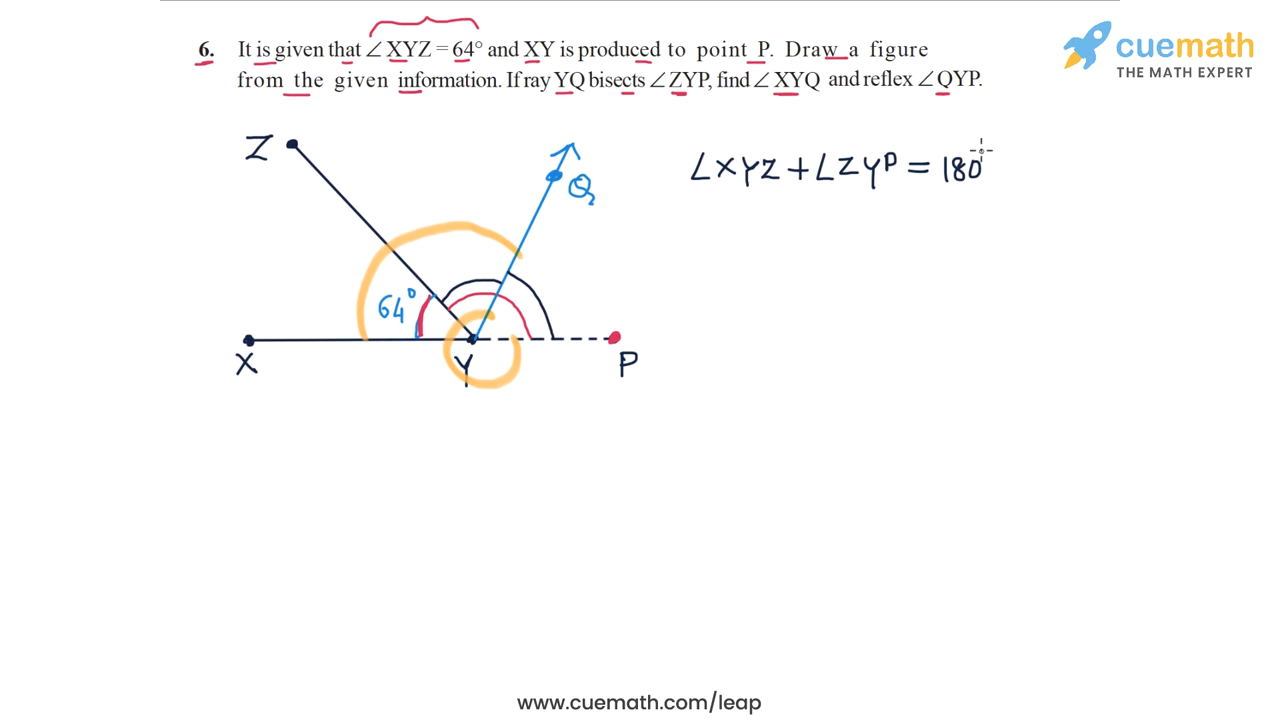 6. It is given that ∠XYZ = 64° and XY is produced to point P. Draw a figure
from the given information. If ray YQ bisects ∠ZYP, find ∠XYQ and reflex ∠QYP.
cuemath
THE MATH EXPERT
Z
Q
∠XYZ + ∠ZYP = 180
64°
X
Y
P
www.cuemath.com/leap